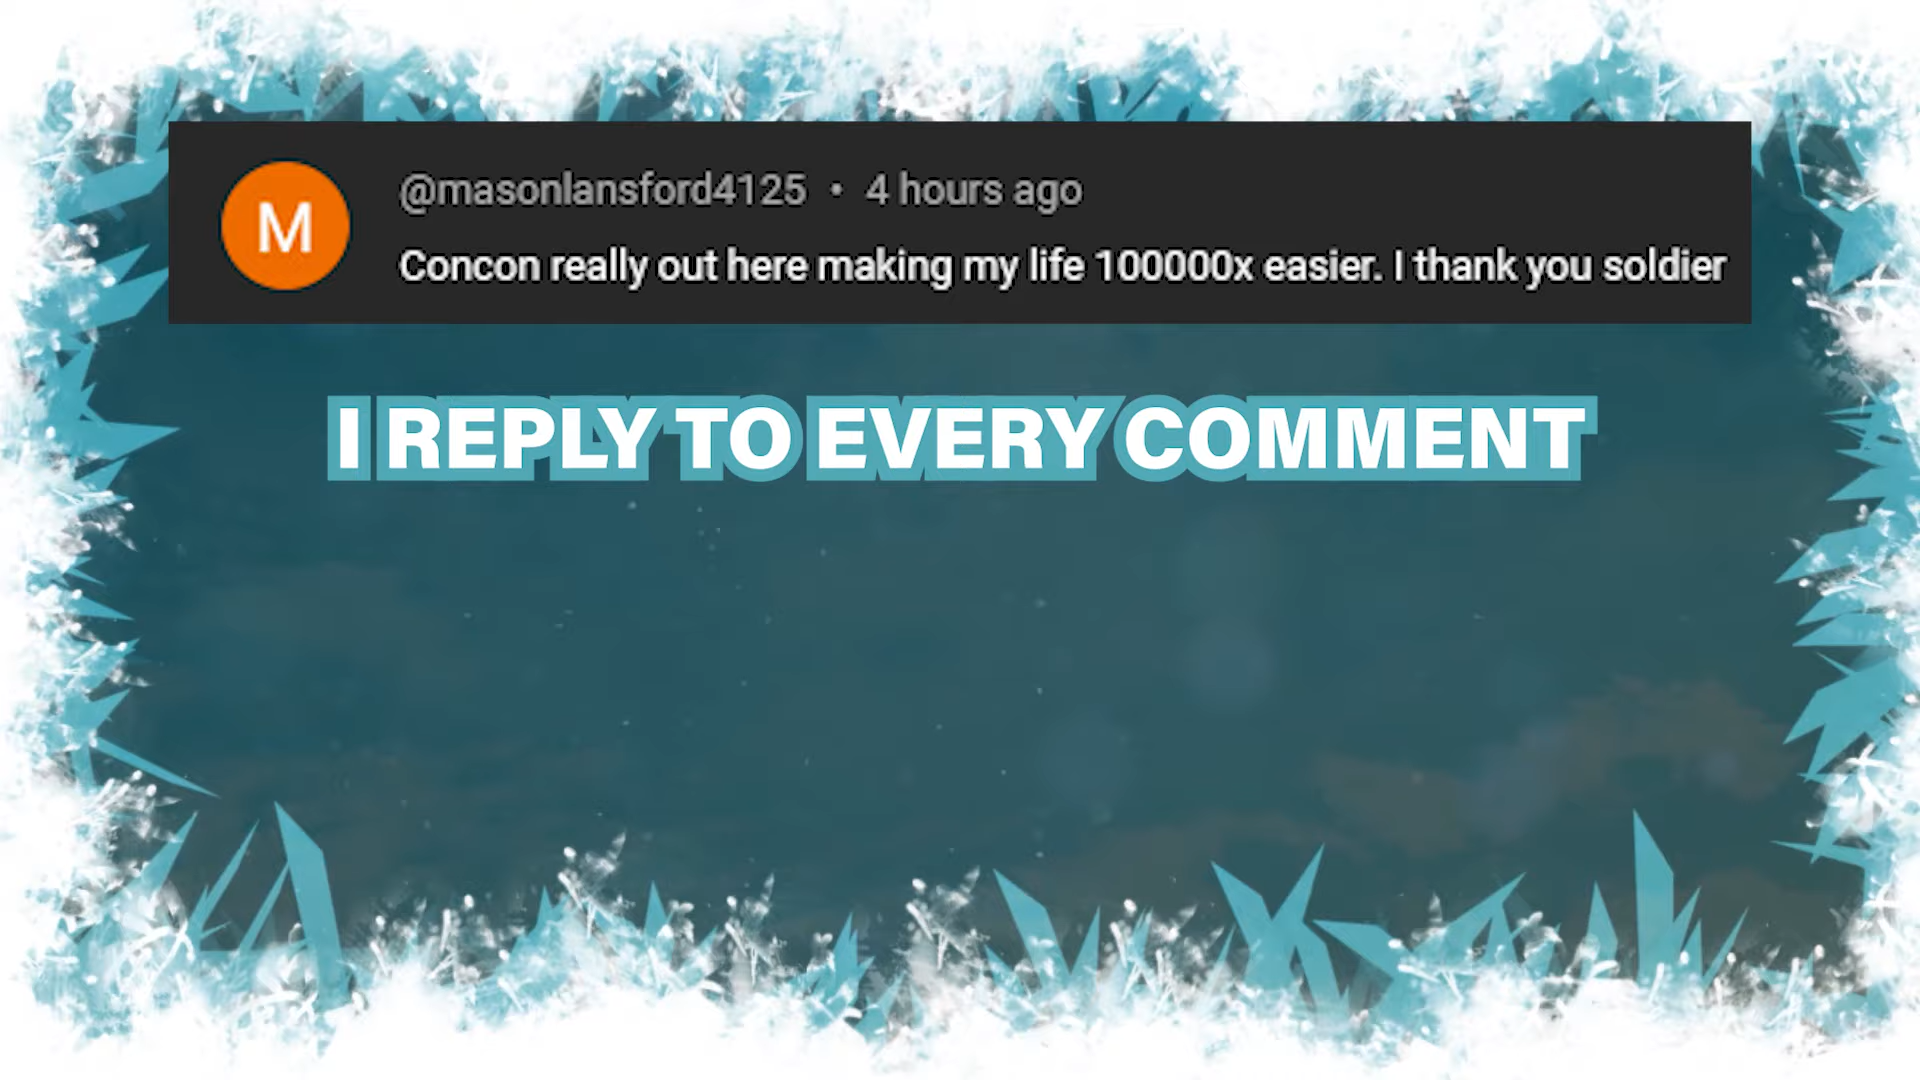 M
@masonlansford4125 • 4 hours ago
Concon really out here making my life 100000x easier. I thank you soldier
I REPLY TO EVERY COMMENT